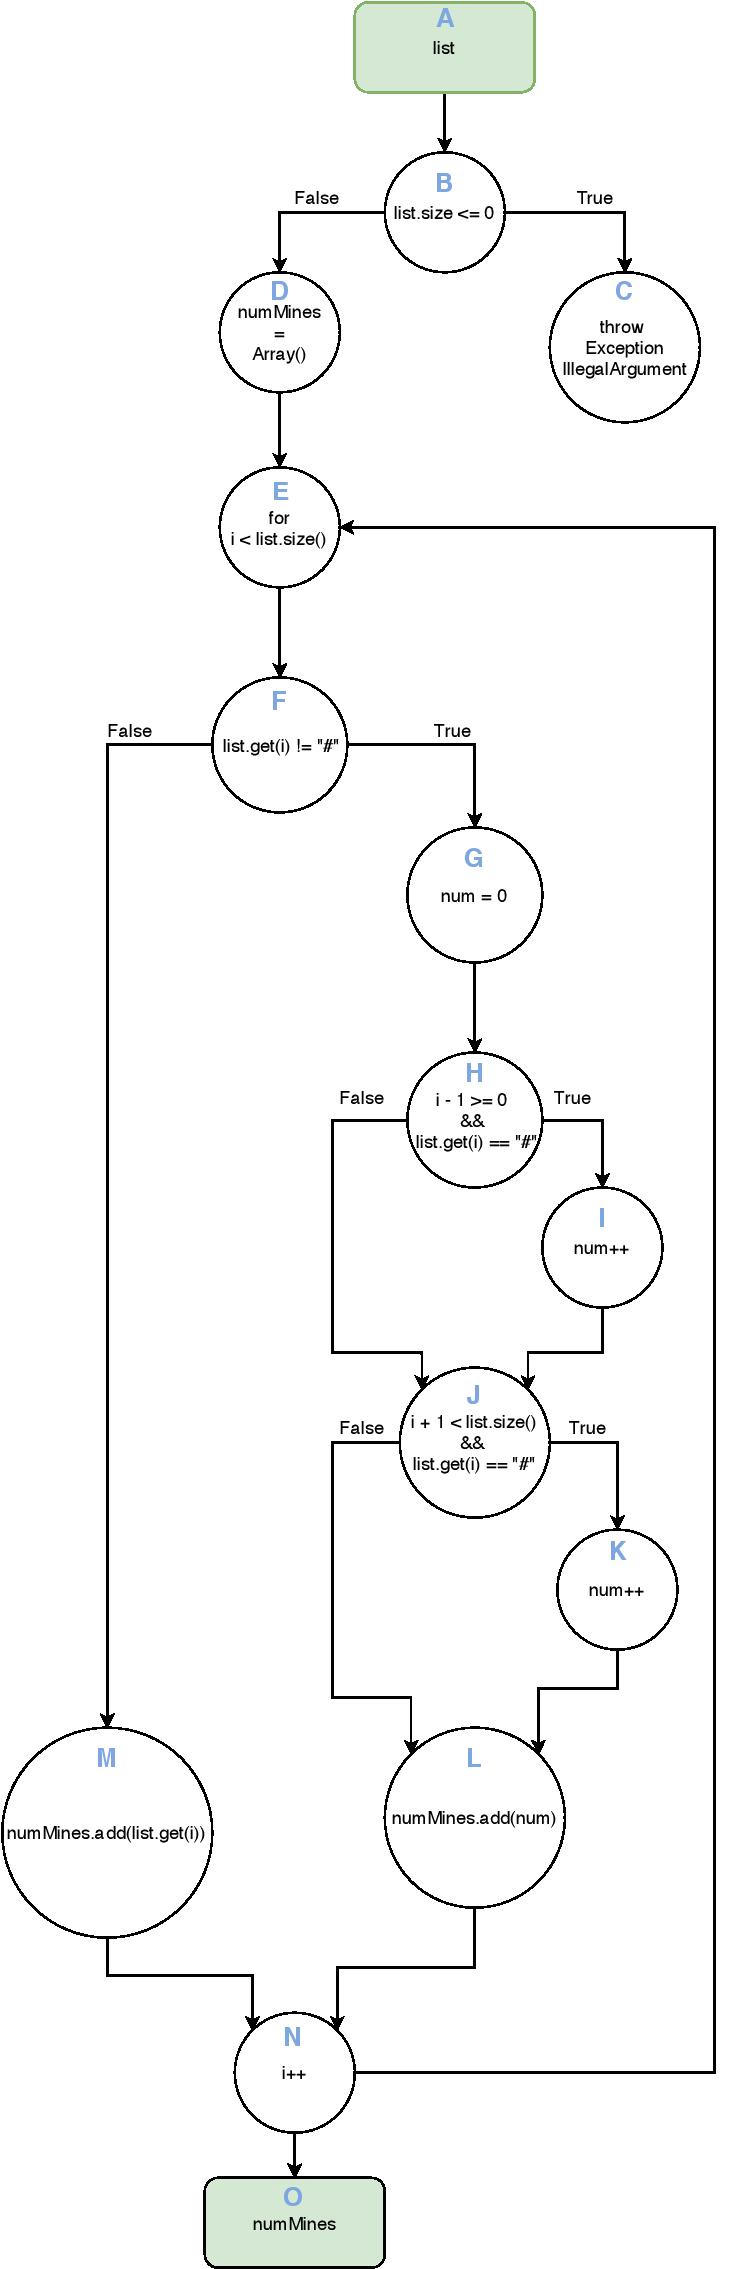 A
list
B
list.size <= 0
False
True
D
numMines
=
Array()
C
throw
Exception
IllegalArgument
E
for
i < list.size()
F
list.get(i) != "#"
False
True
G
num = 0
H
i - 1 >= 0
&&
list.get(i) == "#"
False
True
I
num++
J
i + 1 < list.size()
&&
list.get(i) == "#"
False
True
K
num++
M
numMines.add(list.get(i))
L
numMines.add(num)
N
i++
O
numMines